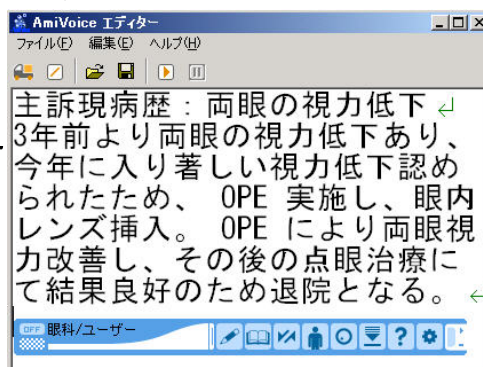 AmiVoice エディター
ファイル(F) 編集(E) ヘルプ(H)
主訴現病歴：両眼の視力低下
3年前より両眼の視力低下あり、
今年に入り著しい視力低下認め
られたため、 OPE 実施し、眼内
レンズ挿入。 OPE により両眼視
力改善し、その後の点眼治療に
て結果良好のため退院となる。
OFF 眼科/ユーザー